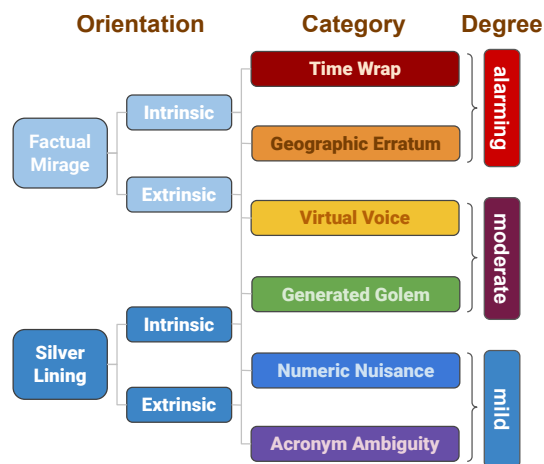 Orientation
Category
Degree
Factual
Mirage
Intrinsic
Extrinsic
Silver
Lining
Intrinsic
Extrinsic
Time Wrap
Geographic Erratum
Virtual Voice
Generated Golem
Numeric Nuisance
Acronym Ambiguity
alarming
moderate
mild